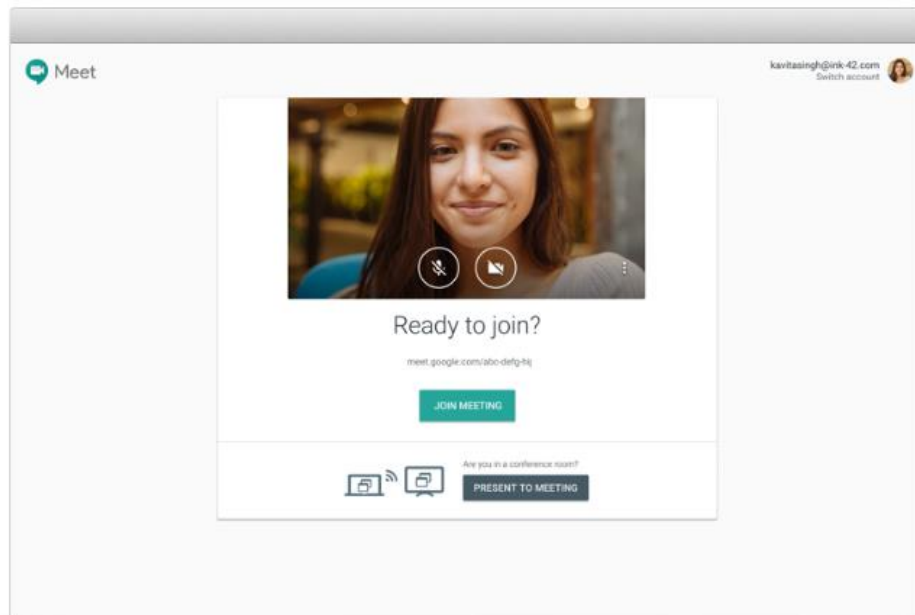 Meet
kavitasingh@ink-42.com
Switch account
Ready to join?
meet.google.com/abc-defg-hij
JOIN MEETING
Are you in a conference room?
PRESENT TO MEETING